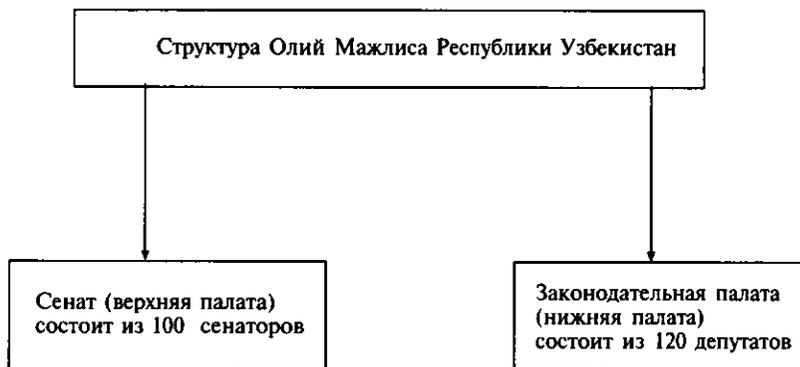 Структура Олий Мажлиса Республики Узбекистан
Сенат (верхняя палата)
состоит из 100 сенаторов
Законодательная палата
(нижняя палата)
состоит из 120 депутатов